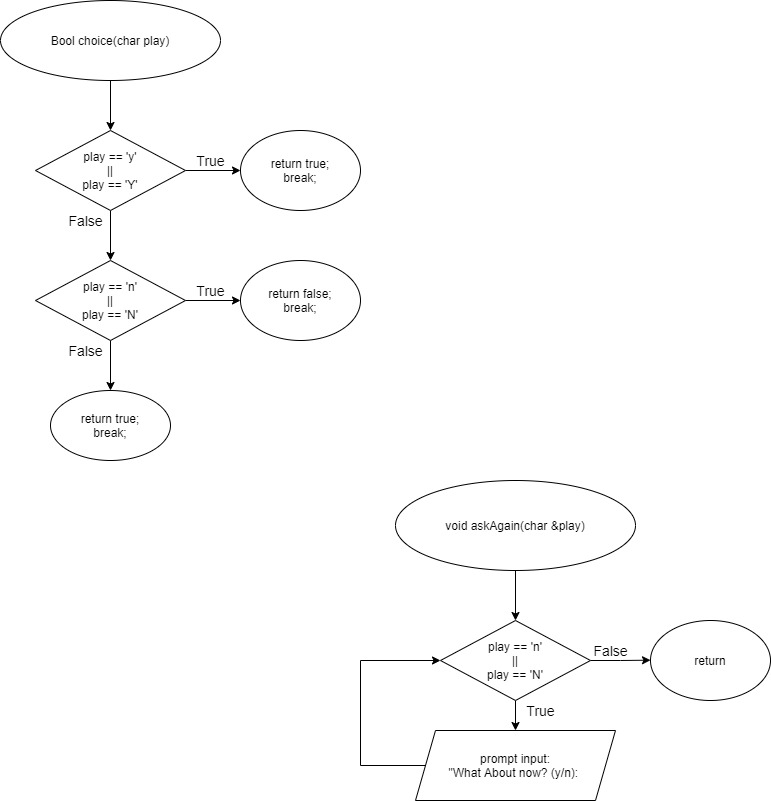 Bool choice(char play)
play == 'y'
||
play == 'Y'
True
return true;
break;
False
play == 'n'
||
play == 'N'
True
return false;
break;
False
return true;
break;
void askAgain(char &play)
play == 'n'
||
play == 'N'
False
return
True
prompt input:
"What About now? (y/n):